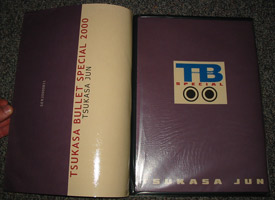 TSUKASA BULLET SPECIAL 2000
TSUKASA JUN
TB
SPECIAL
TSUKASA JUN